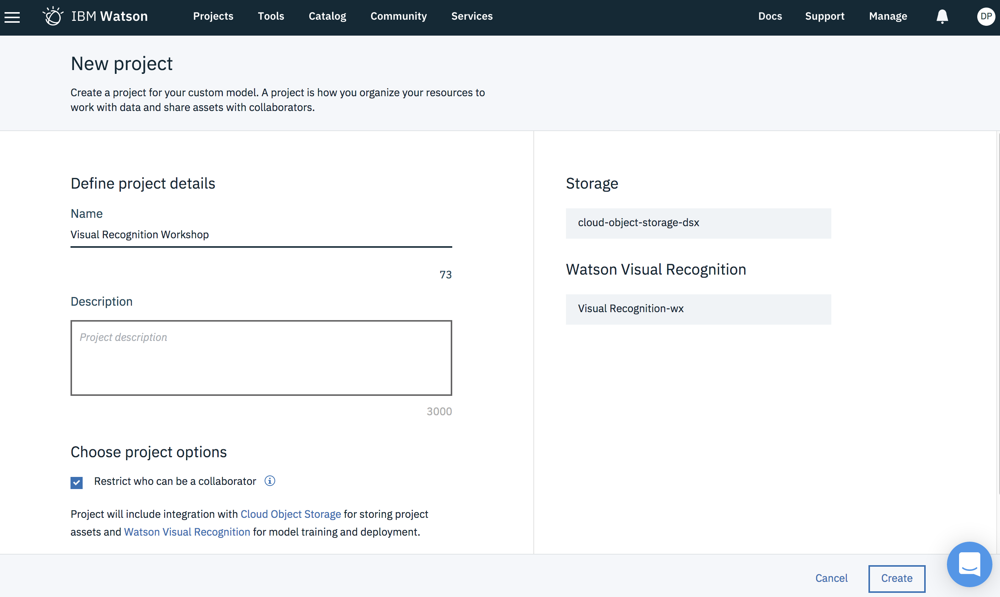 IBM Watson Projects Tools Catalog Community Services Docs Support Manage DP
New project
Create a project for your custom model. A project is how you organize your resources to
work with data and share assets with collaborators.
Define project details
Name
Visual Recognition Workshop
73
Description
Project description
3000
Choose project options
Restrict who can be a collaborator
Project will include integration with Cloud Object Storage for storing project
assets and Watson Visual Recognition for model training and deployment.
Storage
cloud-object-storage-dsx
Watson Visual Recognition
Visual Recognition-wx
Cancel Create